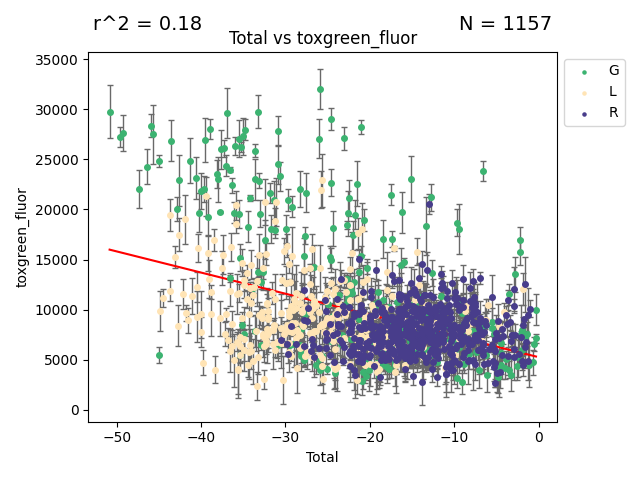 r^2 = 0.18
N = 1157
Total vs toxgreen_fluor
35000
30000
25000
20000
15000
10000
5000
0
toxgreen_fluor
−50
−40
−30
−20
−10
0
Total
G
L
R